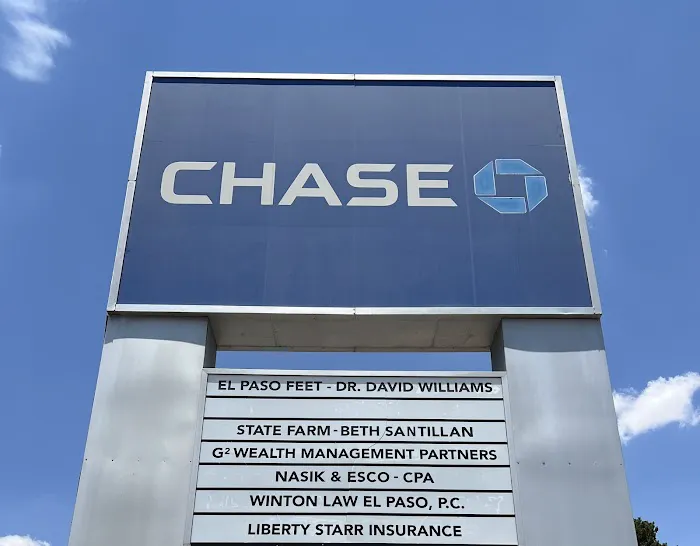 CHASE
EL PASO FEET - DR. DAVID WILLIAMS
STATE FARM - BETH SANTILLAN
G² WEALTH MANAGEMENT PARTNERS
NASIK & ESCO - CPA
WINTON LAW EL PASO, P.C.
LIBERTY STARR INSURANCE